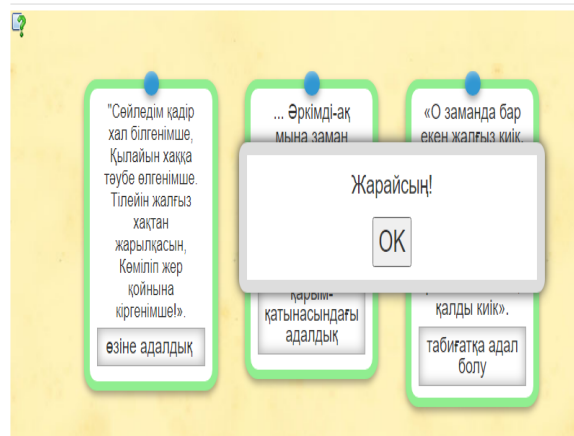 "Сөйледім қадір
хал білгенімше,
Қылайын хаққа
тәубе өлгенімше.
Тілейін жалғыз
хақтан
жарылқасын,
Көміліп жер
қойнына
кіргенімше!».
өзіне адалдық
... Әркімді-ақ
мына заман
қарым-
қатынасындағы
адалдық
«О заманда бар
екен жалғыз киік,
қалды киік».
табиғатқа адал
болу
Жарайсың!
OK